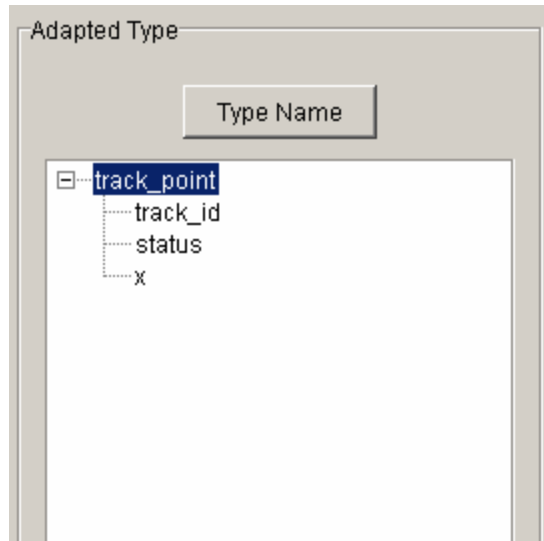 Adapted Type
Type Name
track_point
track_id
status
x